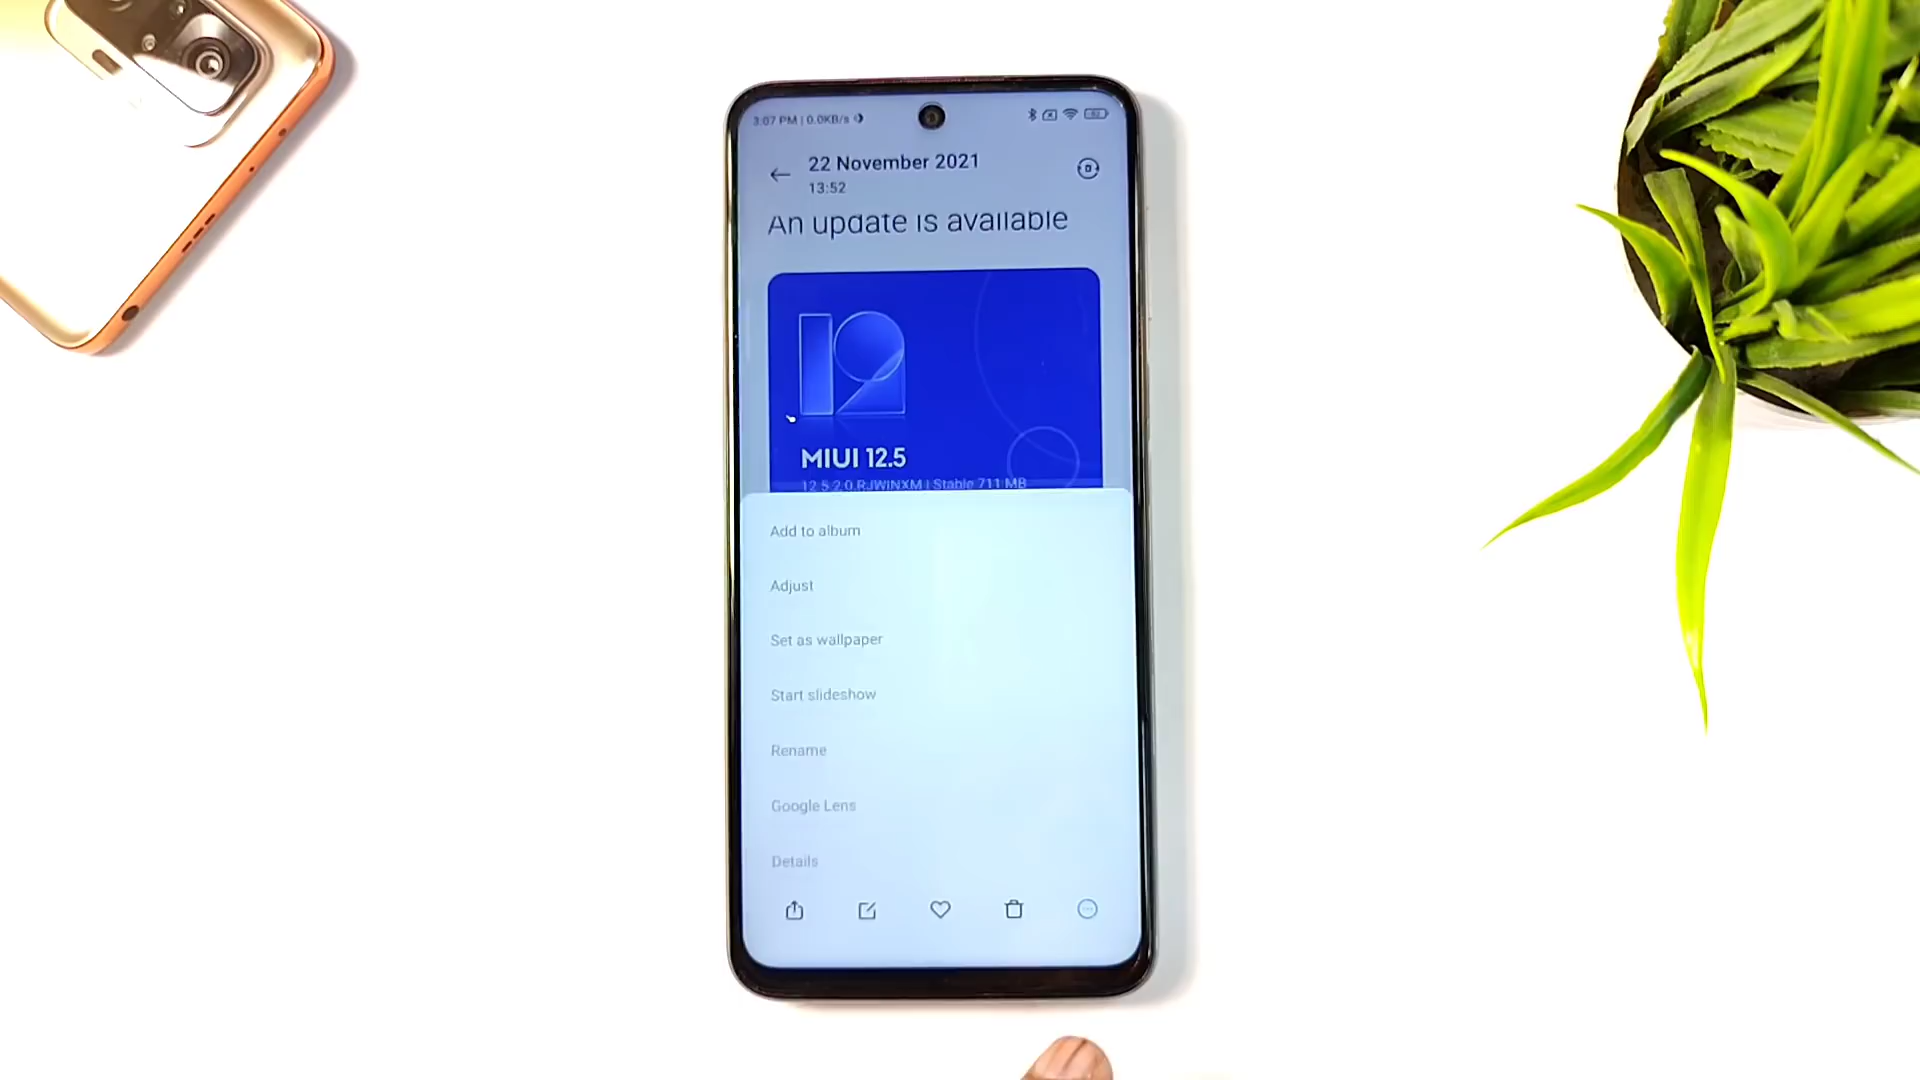 3:07 PM | 0.0KB/s
22 November 2021
13:52
An update is available
MIUI 12.5
12.5.2.0.RJWINXM | Stable 711 MB
Add to album
Adjust
Set as wallpaper
Start slideshow
Rename
Google Lens
Details